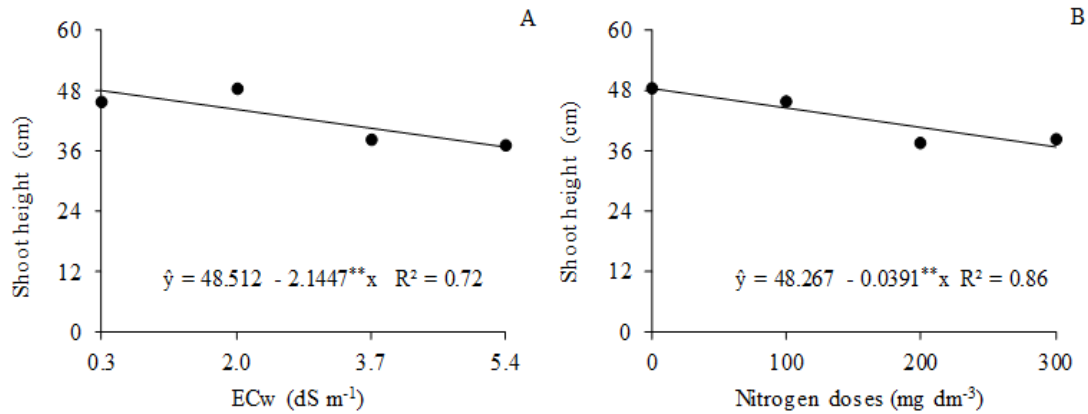 A
60
48
36
24
12
0
Shoot height (cm)
ŷ = 48.512 - 2.1447**x R² = 0.72
0.3 2.0 3.7 5.4
ECw (dS m⁻¹)
B
60
48
36
24
12
0
Shoot height (cm)
ŷ = 48.267 - 0.0391**x R² = 0.86
0 100 200 300
Nitrogen doses (mg dm⁻³)